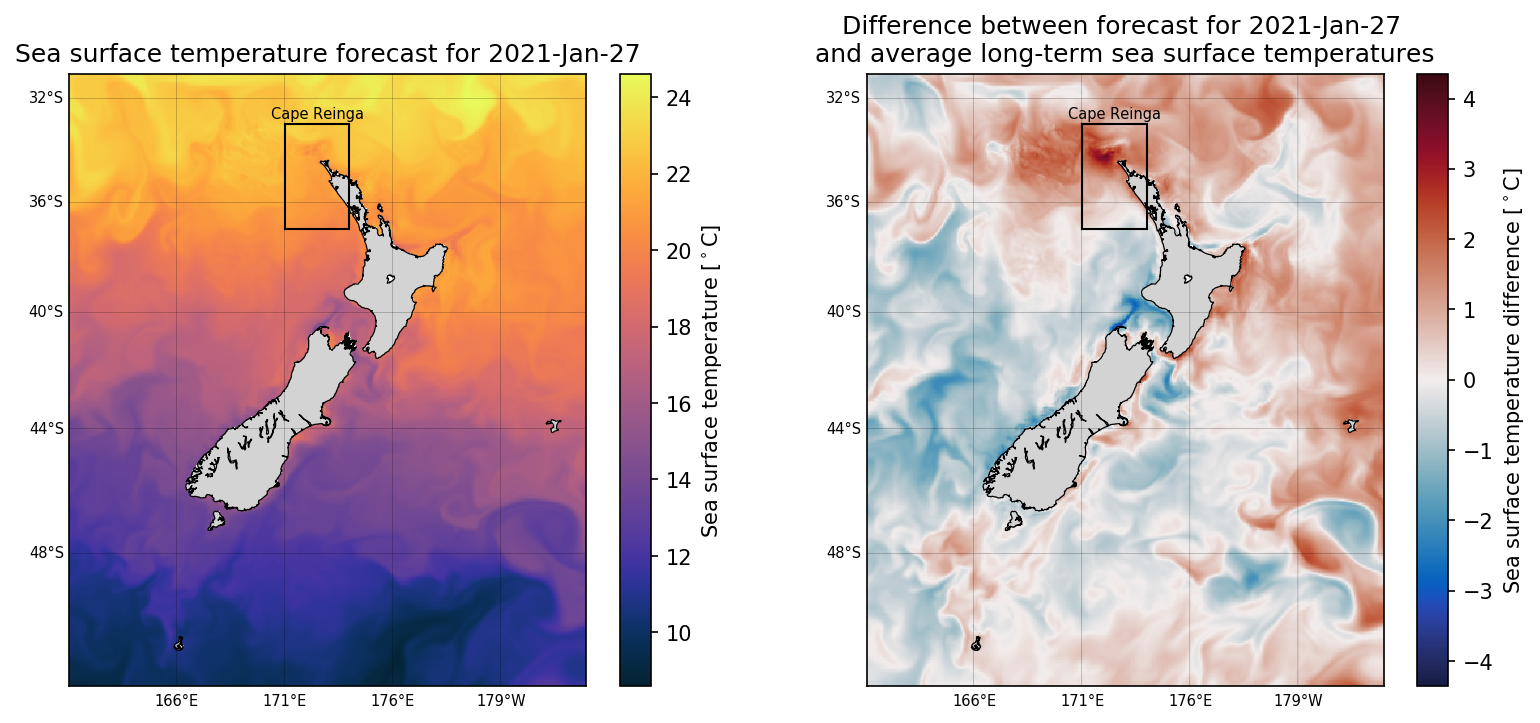 Sea surface temperature forecast for 2021-Jan-27
32°S
36°S
40°S
44°S
48°S
166°E
171°E
176°E
179°W
Cape Reinga
24
22
20
18
16
14
12
10
Sea surface temperature [°C]
Difference between forecast for 2021-Jan-27
and average long-term sea surface temperatures
32°S
36°S
40°S
44°S
48°S
166°E
171°E
176°E
179°W
Cape Reinga
4
3
2
1
0
−1
−2
−3
−4
Sea surface temperature difference [°C]